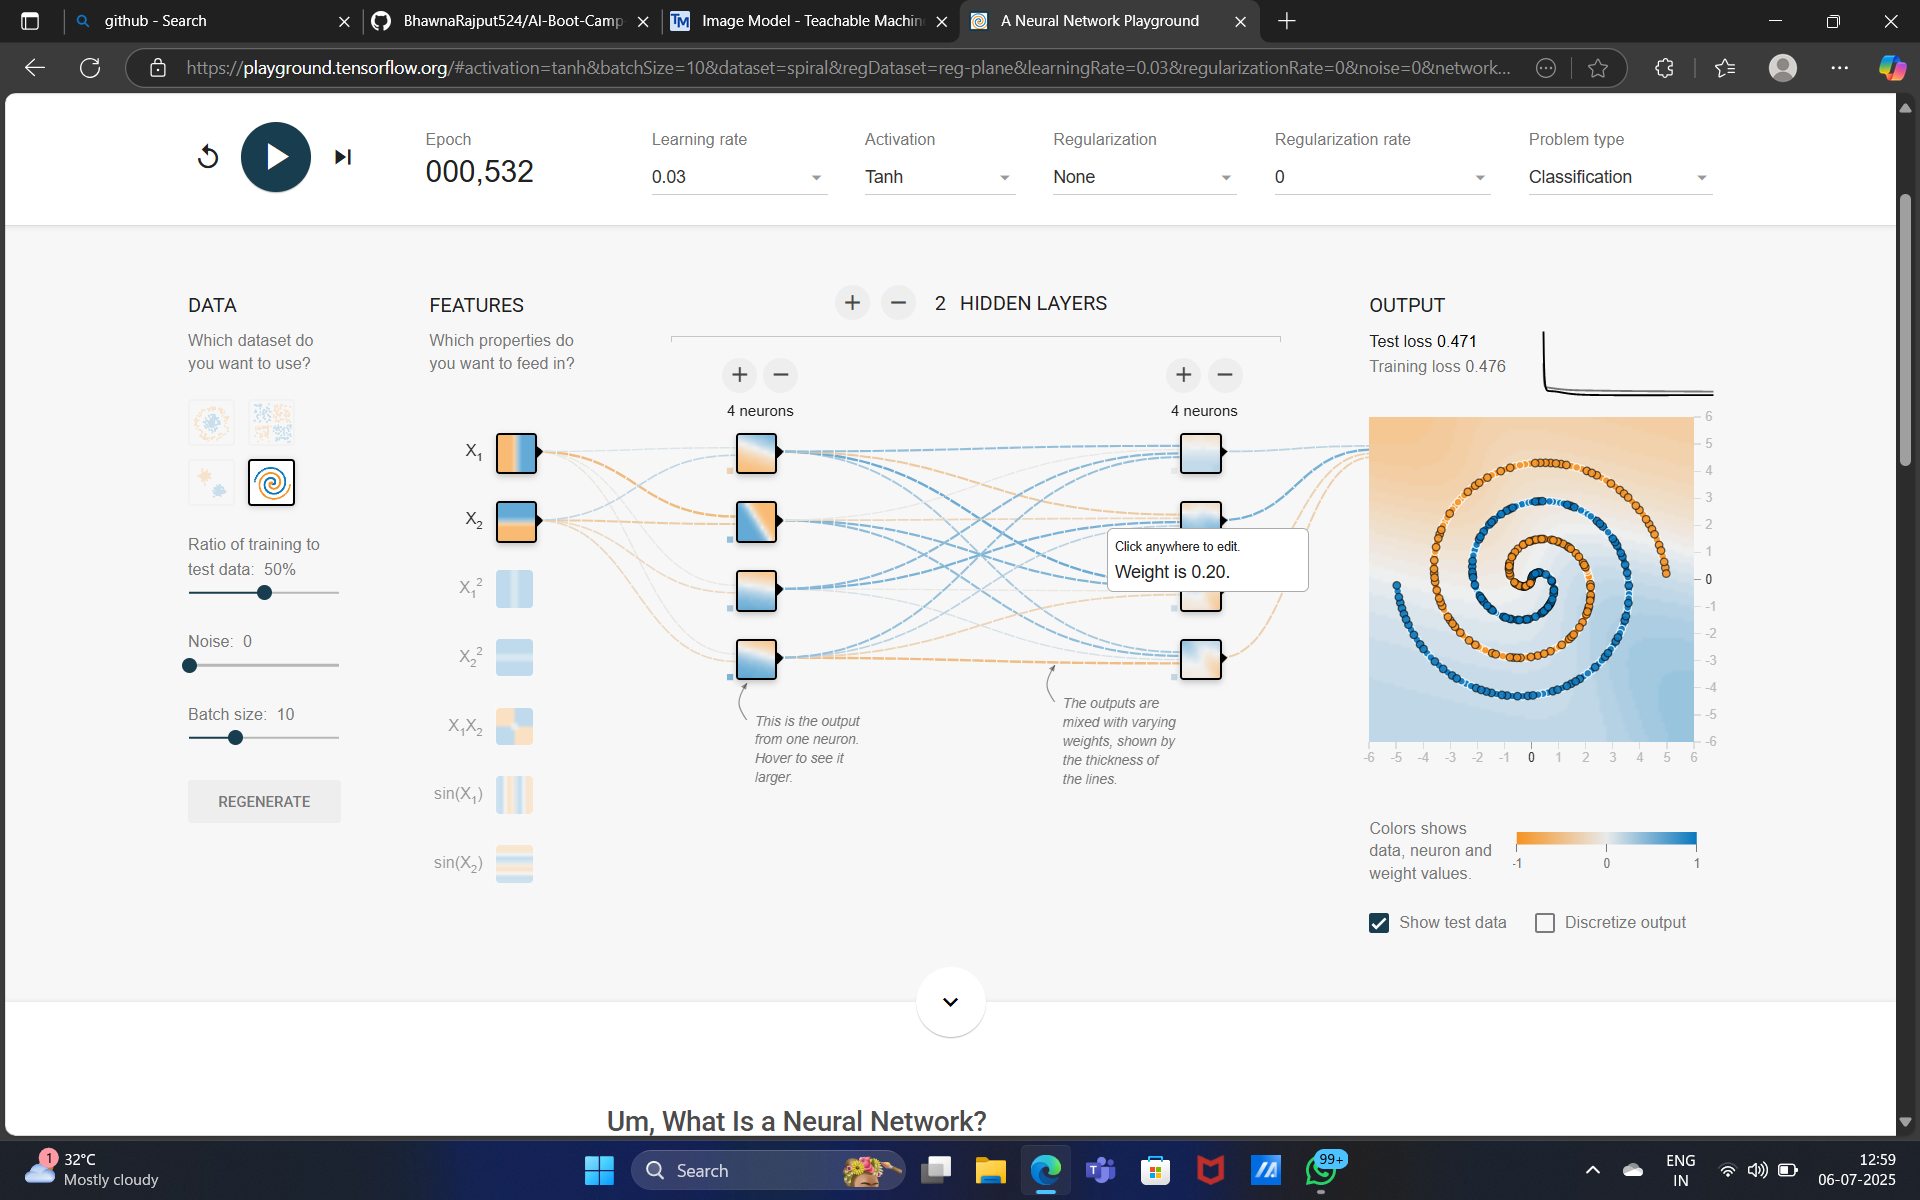 github - Search
BhawnaRajput524/AI-Boot-Camp
Image Model - Teachable Machin
A Neural Network Playground
https://playground.tensorflow.org/#activation=tanh&batchSize=10&dataset=spiral&regDataset=reg-plane&learningRate=0.03&regularizationRate=0&noise=0&network...
Epoch
000,532
Learning rate
0.03
Activation
Tanh
Regularization
None
Regularization rate
0
Problem type
Classification
DATA
Which dataset do
you want to use?
Ratio of training to
test data: 50%
Noise: 0
Batch size: 10
REGENERATE
FEATURES
Which properties do
you want to feed in?
X1
X2
X1^2
X2^2
X1X2
sin(X1)
sin(X2)
2 HIDDEN LAYERS
4 neurons
4 neurons
Click anywhere to edit.
Weight is 0.20.
This is the output
from one neuron.
Hover to see it
larger.
The outputs are
mixed with varying
weights, shown by
the thickness of
the lines.
OUTPUT
Test loss 0.471
Training loss 0.476
6
5
4
3
2
1
0
-1
-2
-3
-4
-5
-6
-6 -5 -4 -3 -2 -1 0 1 2 3 4 5 6
Colors shows
data, neuron and
weight values.
-1 0 1
Show test data
Discretize output
Um, What Is a Neural Network?
1
32°C
Mostly cloudy
Search
99+
ENG
IN
12:59
06-07-2025